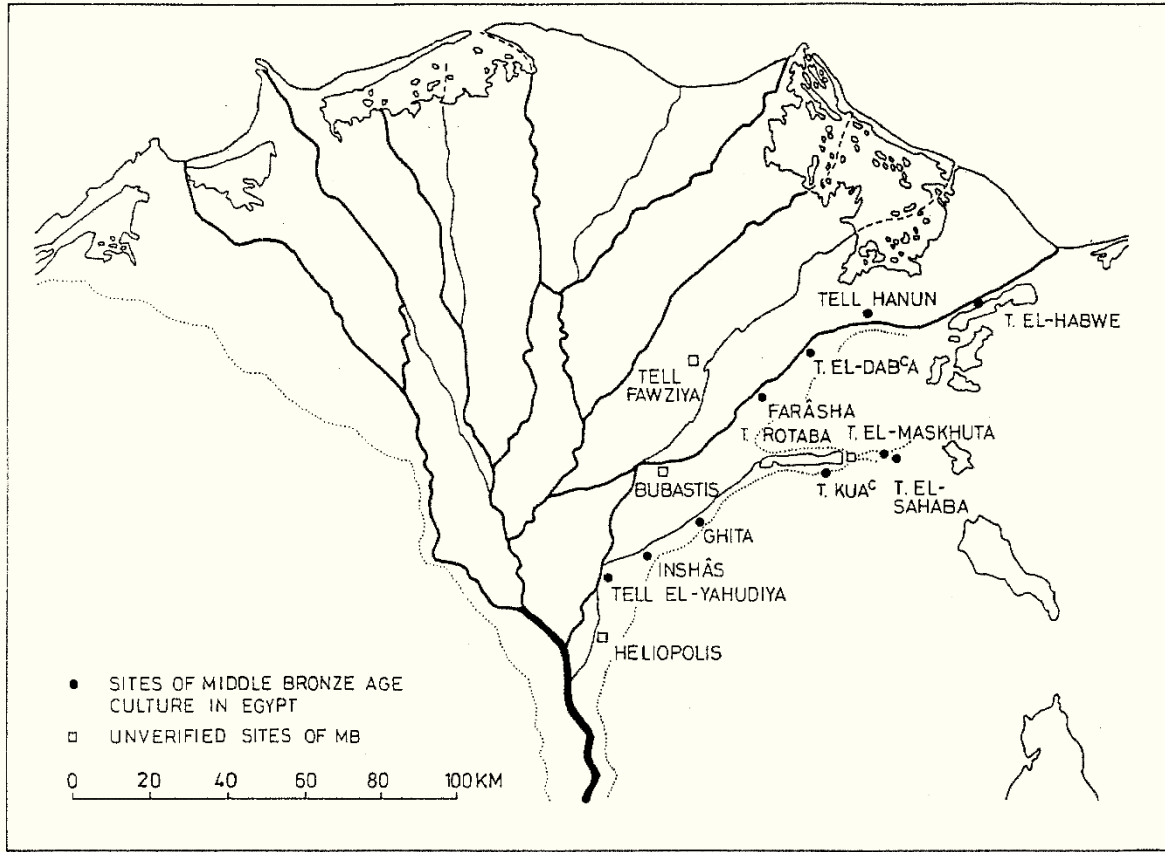 TELL HANUN
T. EL-HABWE
T. EL-DABᶜA
TELL
FAWZIYA
FARÂSHA
T. ROTABA
T. EL-MASKHUTA
BUBASTIS
T. KUAᶜ
T. EL-
SAHABA
GHITA
INSHÂS
TELL EL-YAHUDIYA
HELIOPOLIS
SITES OF MIDDLE BRONZE AGE
CULTURE IN EGYPT
UNVERIFIED SITES OF MB
0 20 40 60 80 100 KM